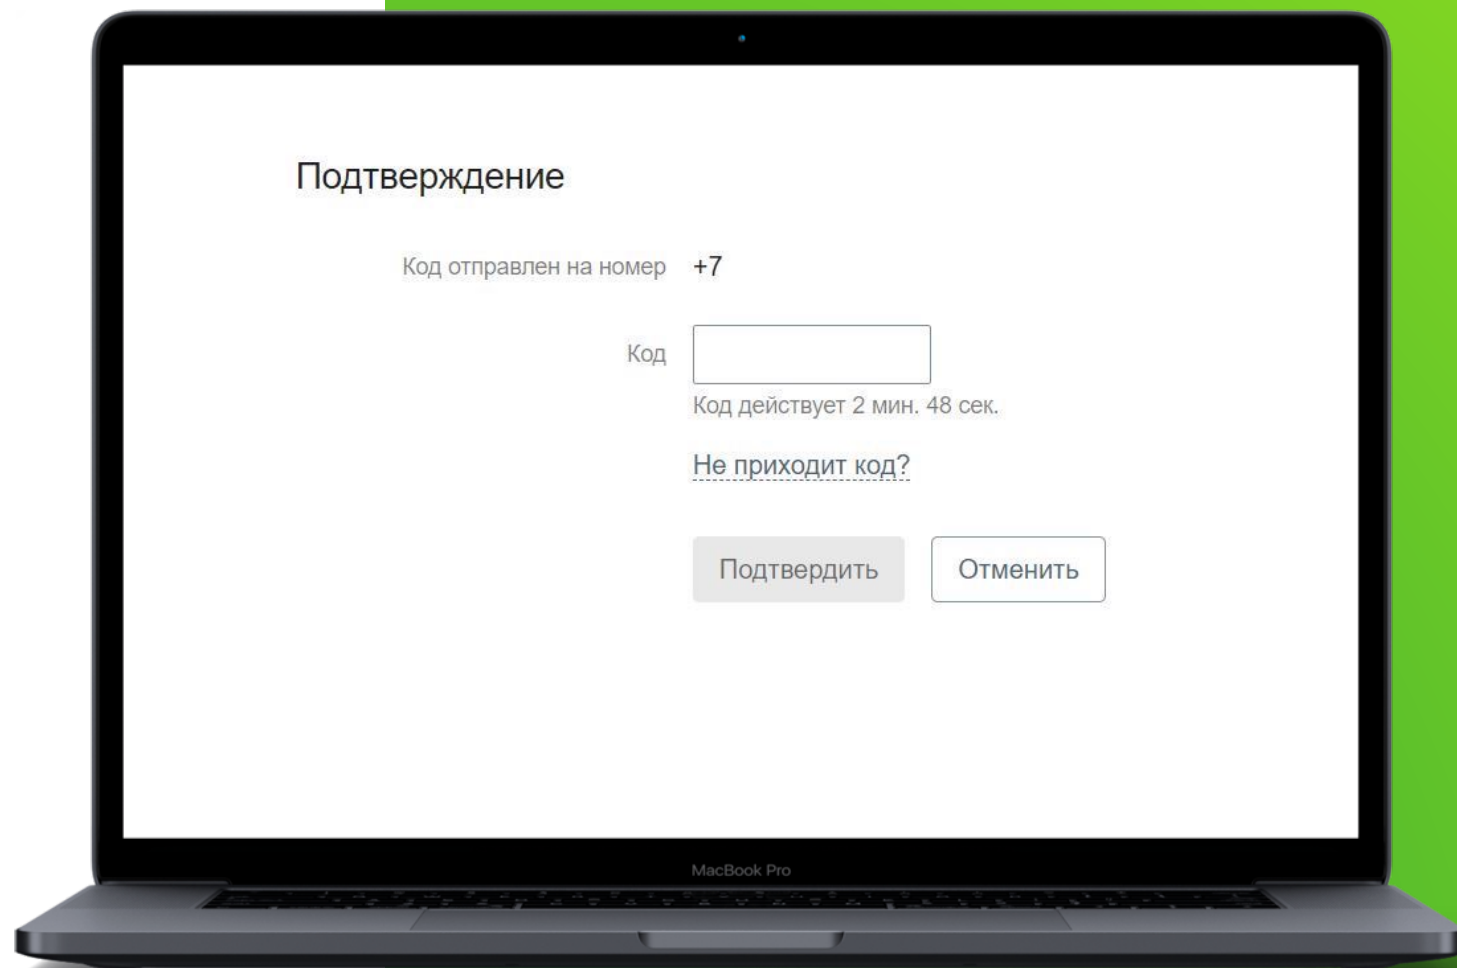 Подтверждение
Код отправлен на номер +7
Код
Код действует 2 мин. 48 сек.
Не приходит код?
Подтвердить Отменить
MacBook Pro